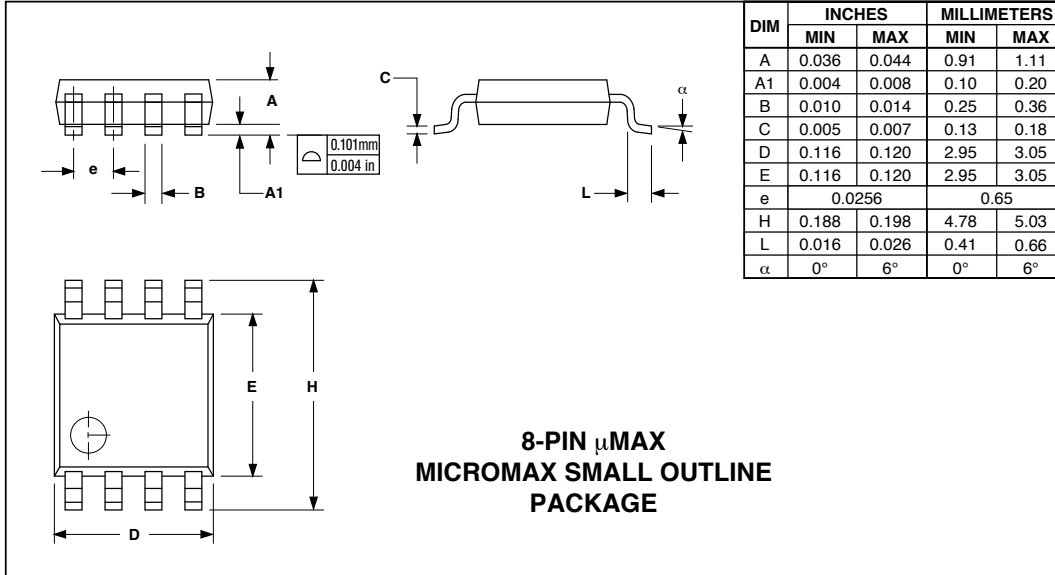 DIM INCHES MILLIMETERS
MIN MAX MIN MAX
A 0.036 0.044 0.91 1.11
A1 0.004 0.008 0.10 0.20
B 0.010 0.014 0.25 0.36
C 0.005 0.007 0.13 0.18
D 0.116 0.120 2.95 3.05
E 0.116 0.120 2.95 3.05
e 0.0256 0.65
H 0.188 0.198 4.78 5.03
L 0.016 0.026 0.41 0.66
α 0° 6° 0° 6°
C
α
A
0.101mm
0.004 in
e
B
A1
L
E
H
D
8-PIN μMAX
MICROMAX SMALL OUTLINE
PACKAGE